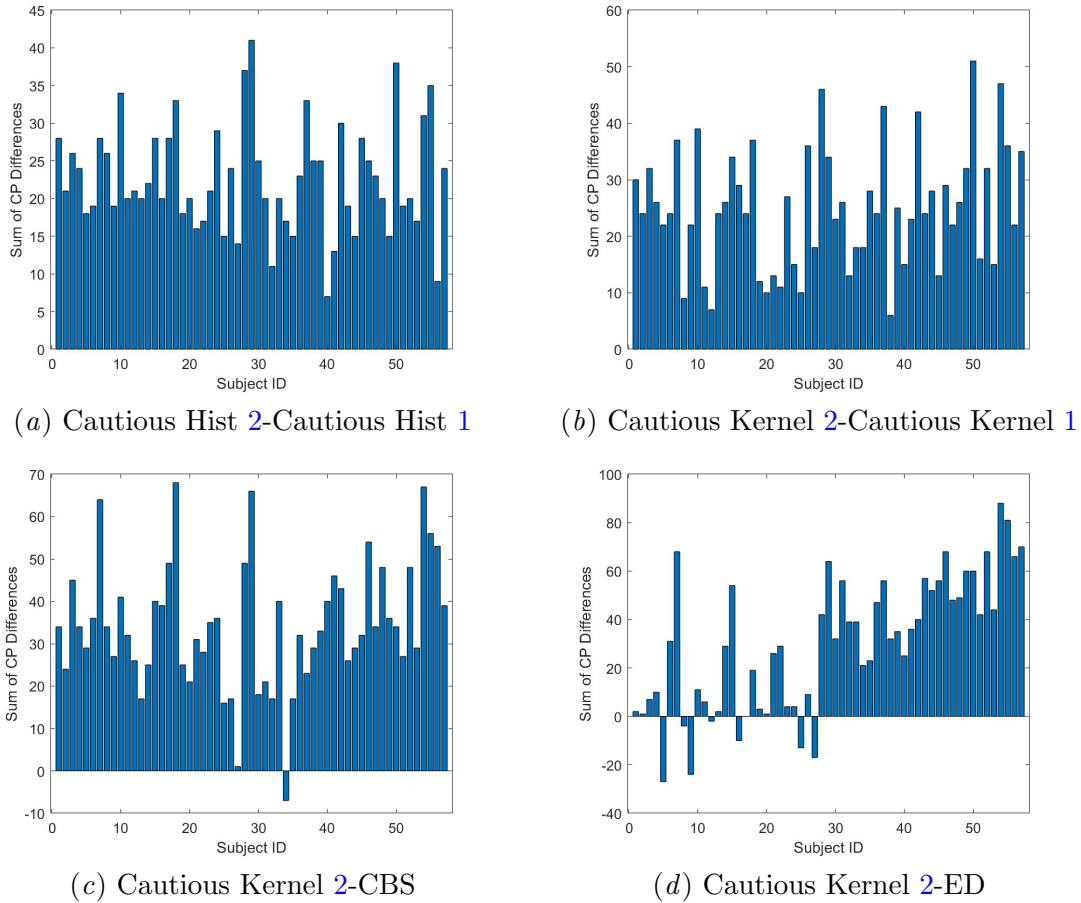 45
40
35
30
25
20
15
10
5
0
Sum of CP Differences
0 10 20 30 40 50
Subject ID
(a) Cautious Hist 2-Cautious Hist 1
60
50
40
30
20
10
0
Sum of CP Differences
0 10 20 30 40 50
Subject ID
(b) Cautious Kernel 2-Cautious Kernel 1
70
60
50
40
30
20
10
0
-10
Sum of CP Differences
0 10 20 30 40 50
Subject ID
(c) Cautious Kernel 2-CBS
100
80
60
40
20
0
-20
-40
Sum of CP Differences
0 10 20 30 40 50
Subject ID
(d) Cautious Kernel 2-ED